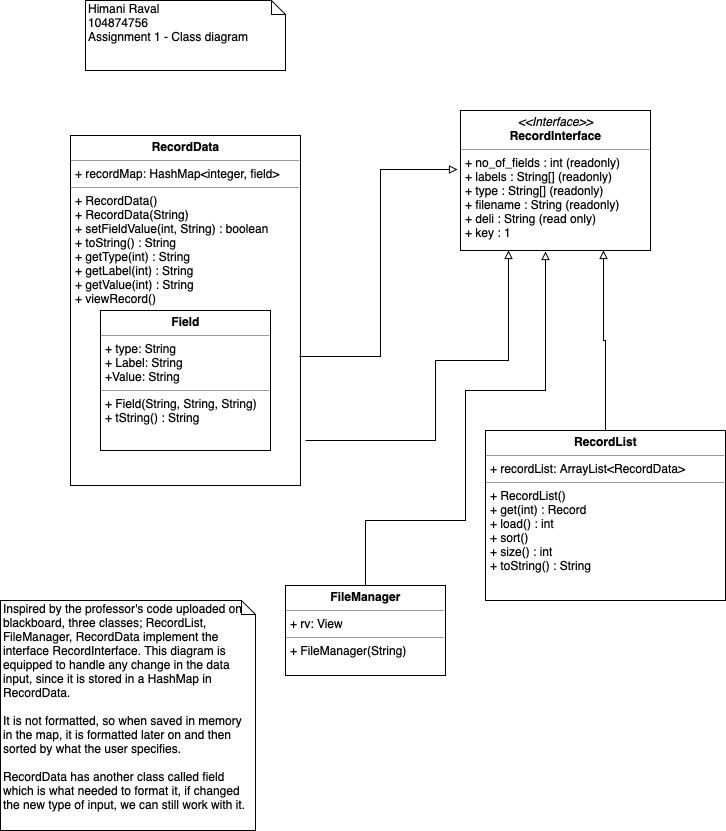 Himani Raval
104874756
Assignment 1 - Class diagram
<<Interface>>
RecordInterface
+ no_of_fields : int (readonly)
+ labels : String[] (readonly)
+ type : String[] (readonly)
+ filename : String (readonly)
+ deli : String (read only)
+ key : 1
RecordData
+ recordMap: HashMap<integer, field>
+ RecordData()
+ RecordData(String)
+ setFieldValue(int, String) : boolean
+ toString() : String
+ getType(int) : String
+ getLabel(int) : String
+ getValue(int) : String
+ viewRecord()
Field
+ type: String
+ Label: String
+Value: String
+ Field(String, String, String)
+ tString() : String
RecordList
+ recordList: ArrayList<RecordData>
+ RecordList()
+ get(int) : Record
+ load() : int
+ sort()
+ size() : int
+ toString() : String
FileManager
+ rv: View
+ FileManager(String)
Inspired by the professor's code uploaded on
blackboard, three classes; RecordList,
FileManager, RecordData implement the
interface RecordInterface. This diagram is
equipped to handle any change in the data
input, since it is stored in a HashMap in
RecordData.
It is not formatted, so when saved in memory
in the map, it is formatted later on and then
sorted by what the user specifies.
RecordData has another class called field
which is what needed to format it, if changed
the new type of input, we can still work with it.